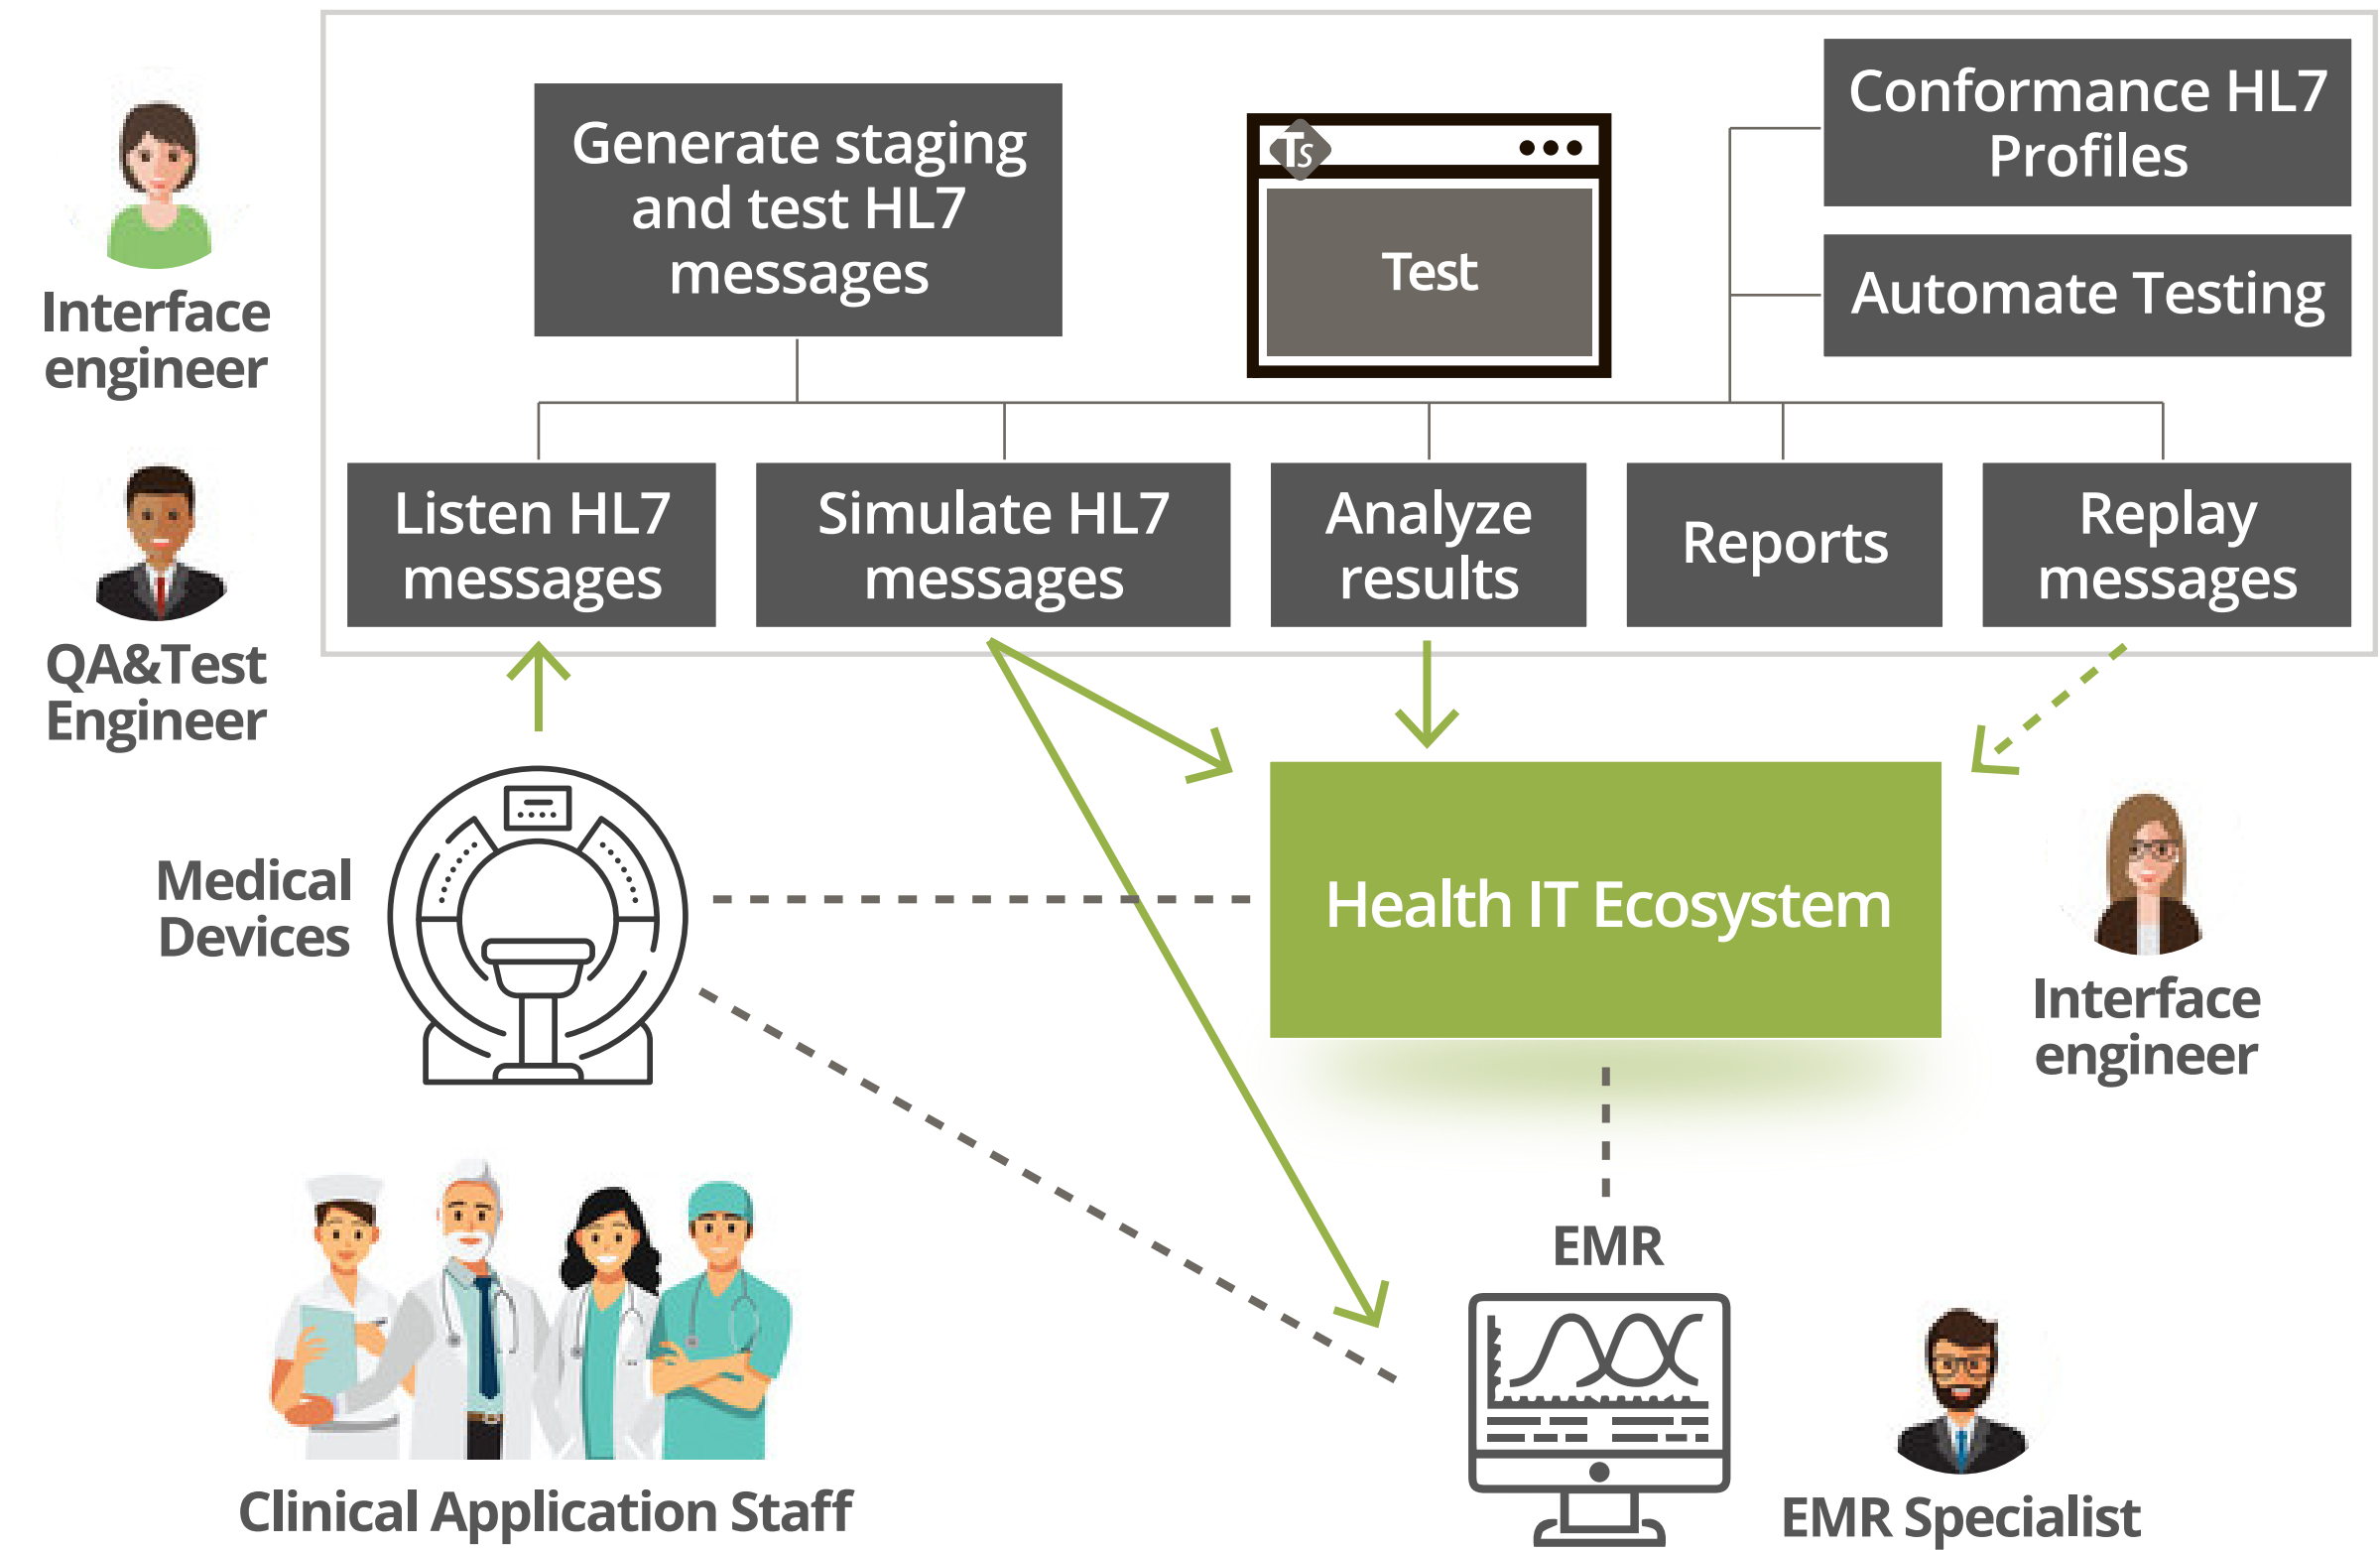 Interface
engineer
QA&Test
Engineer
Generate staging
and test HL7
messages
Ts
Test
Conformance HL7
Profiles
Automate Testing
Listen HL7
messages
Simulate HL7
messages
Analyze
results
Reports
Replay
messages
Medical
Devices
Health IT Ecosystem
Interface
engineer
EMR
Clinical Application Staff
EMR Specialist